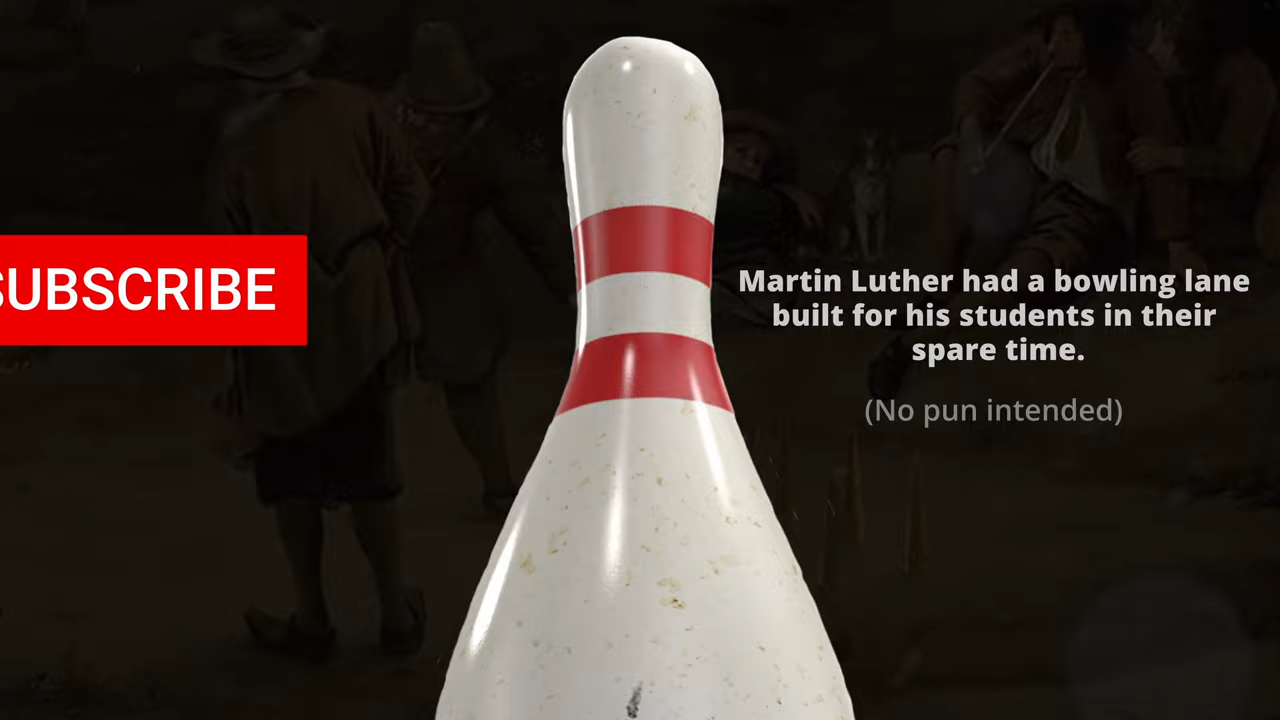 SUBSCRIBE
Martin Luther had a bowling lane
built for his students in their
spare time.
(No pun intended)